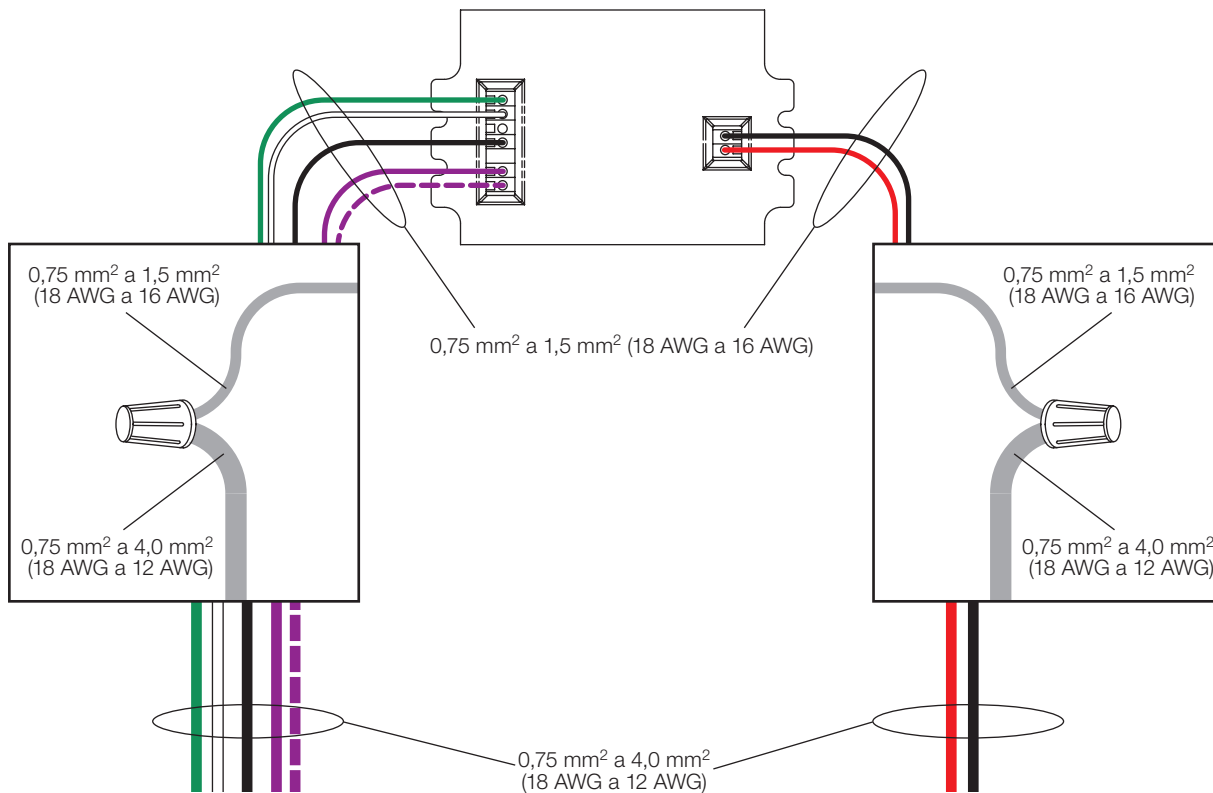 0,75 mm² a 1,5 mm²
(18 AWG a 16 AWG)
0,75 mm² a 1,5 mm²
(18 AWG a 16 AWG)
0,75 mm² a 1,5 mm² (18 AWG a 16 AWG)
0,75 mm² a 4,0 mm²
(18 AWG a 12 AWG)
0,75 mm² a 4,0 mm²
(18 AWG a 12 AWG)
0,75 mm² a 4,0 mm²
(18 AWG a 12 AWG)